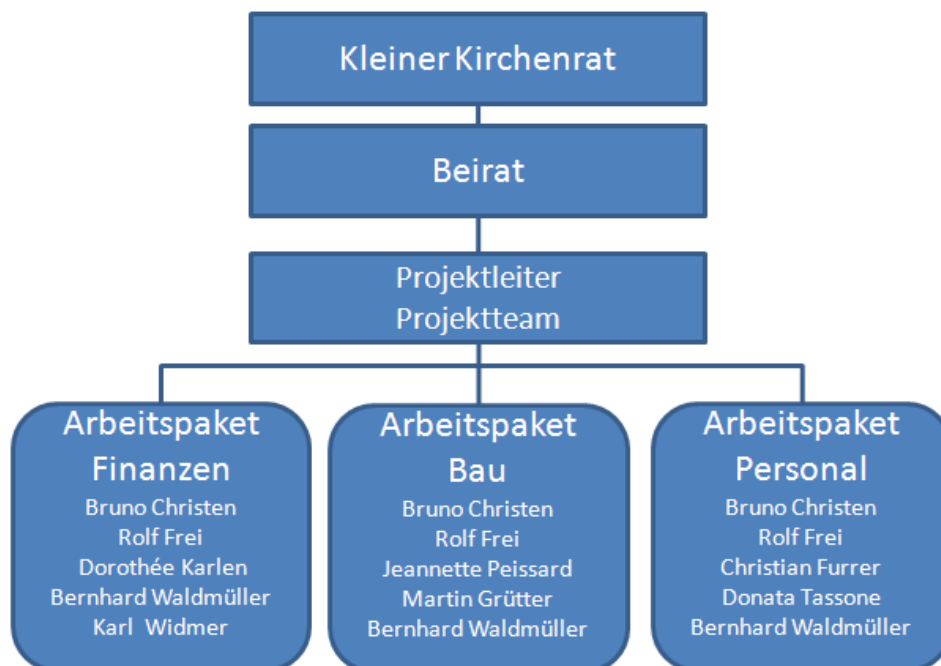 Kleiner Kirchenrat
Beirat
Projektleiter
Projektteam
Arbeitspaket
Finanzen
Bruno Christen
Rolf Frei
Dorothée Karlen
Bernhard Waldmüller
Karl Widmer
Arbeitspaket
Bau
Bruno Christen
Rolf Frei
Jeannette Peissard
Martin Grütter
Bernhard Waldmüller
Arbeitspaket
Personal
Bruno Christen
Rolf Frei
Christian Furrer
Donata Tassone
Bernhard Waldmüller